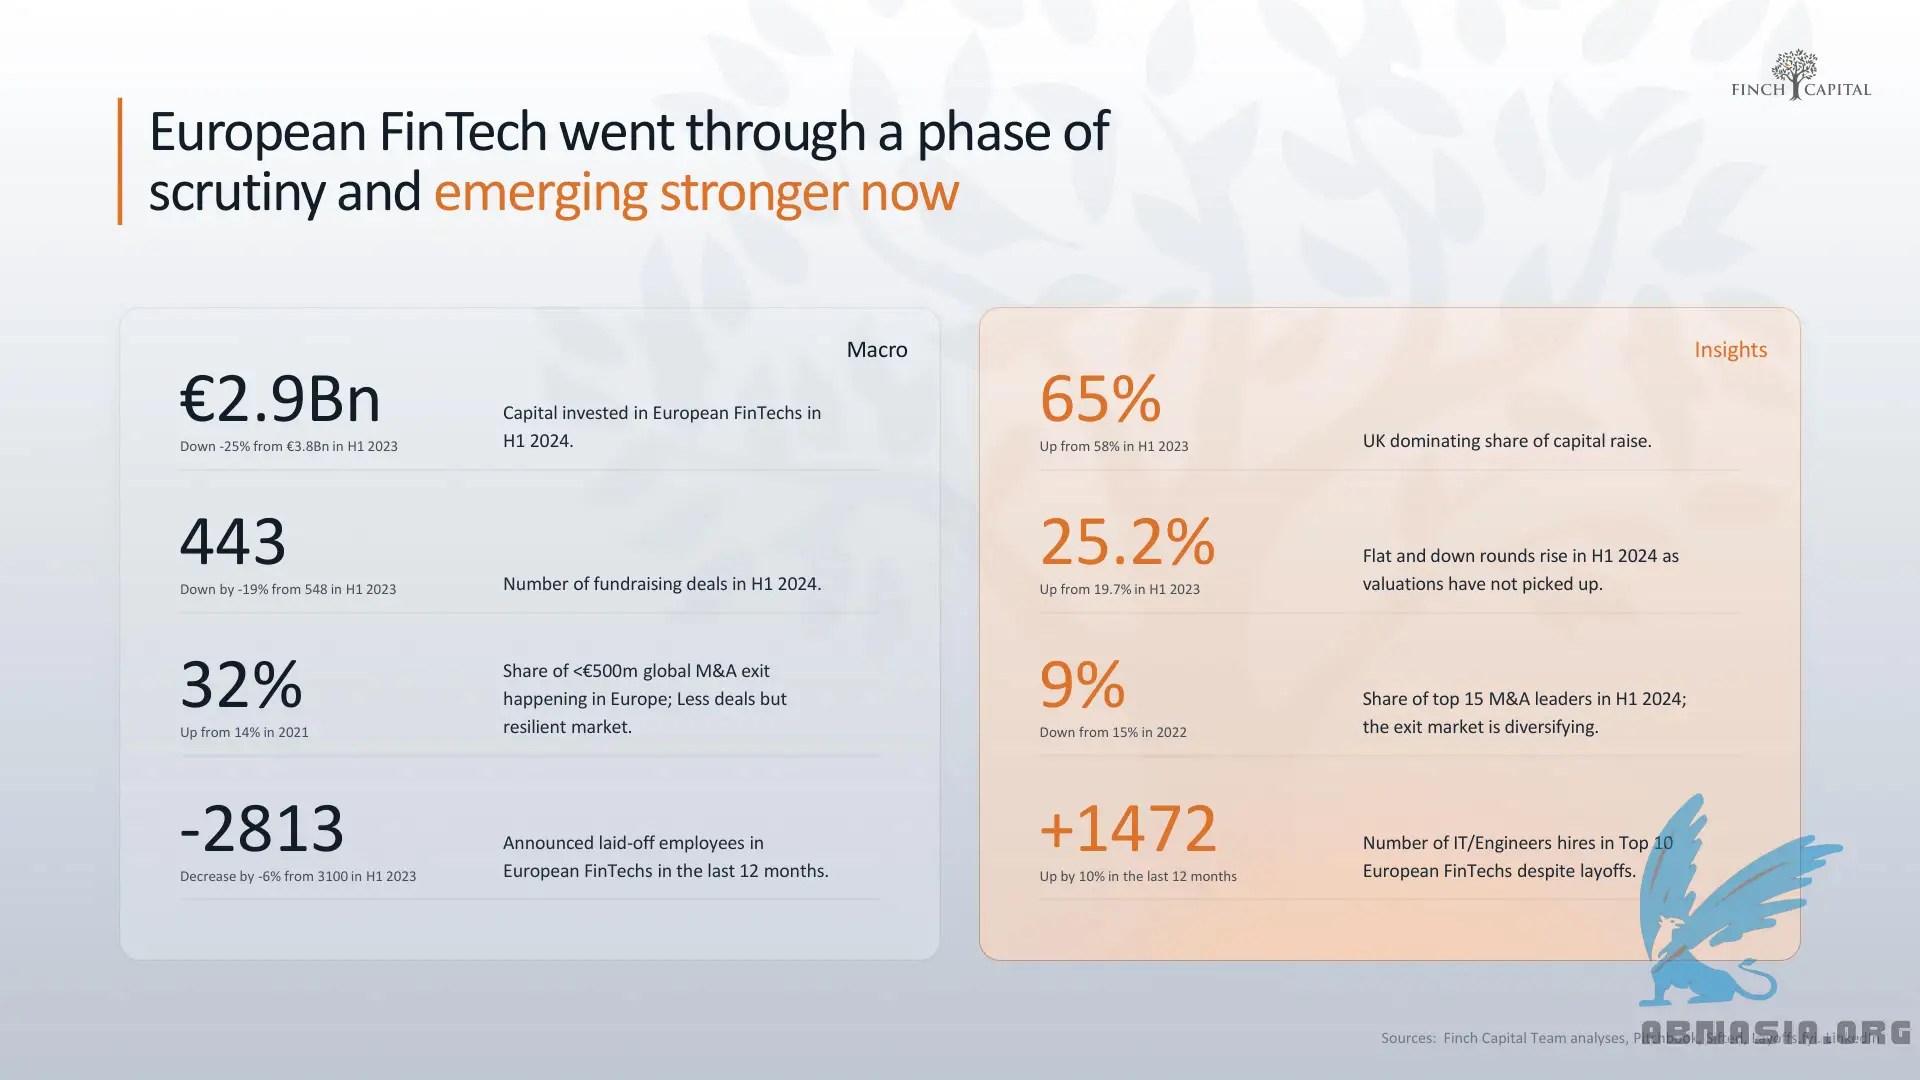 FINCH CAPITAL
European FinTech went through a phase of
scrutiny and emerging stronger now
Macro
€2.9Bn
Down -25% from €3.8Bn in H1 2023
Capital invested in European FinTechs in
H1 2024.
443
Down by -19% from 548 in H1 2023
Number of fundraising deals in H1 2024.
32%
Up from 14% in 2021
Share of <€500m global M&A exit
happening in Europe; Less deals but
resilient market.
-2813
Decrease by -6% from 3100 in H1 2023
Announced laid-off employees in
European FinTechs in the last 12 months.
Insights
65%
Up from 58% in H1 2023
UK dominating share of capital raise.
25.2%
Up from 19.7% in H1 2023
Flat and down rounds rise in H1 2024 as
valuations have not picked up.
9%
Down from 15% in 2022
Share of top 15 M&A leaders in H1 2024;
the exit market is diversifying.
+1472
Up by 10% in the last 12 months
Number of IT/Engineers hires in Top 10
European FinTechs despite layoffs.
Sources: Finch Capital Team analyses, Pitchbook, Sifted, Layoffs.fyi. LinkedIn
ABMASIA.ORG